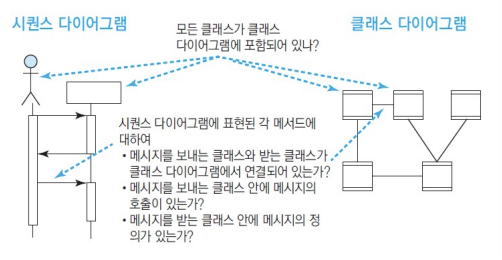 시퀀스 다이어그램
모든 클래스가 클래스
다이어그램에 포함되어 있나?
클래스 다이어그램
시퀀스 다이어그램에 표현된 각 메서드에
대하여
• 메시지를 보내는 클래스와 받는 클래스가
클래스 다이어그램에서 연결되어 있는가?
• 메시지를 보내는 클래스 안에 메시지의
호출이 있는가?
• 메시지를 받는 클래스 안에 메시지의 정
의가 있는가?